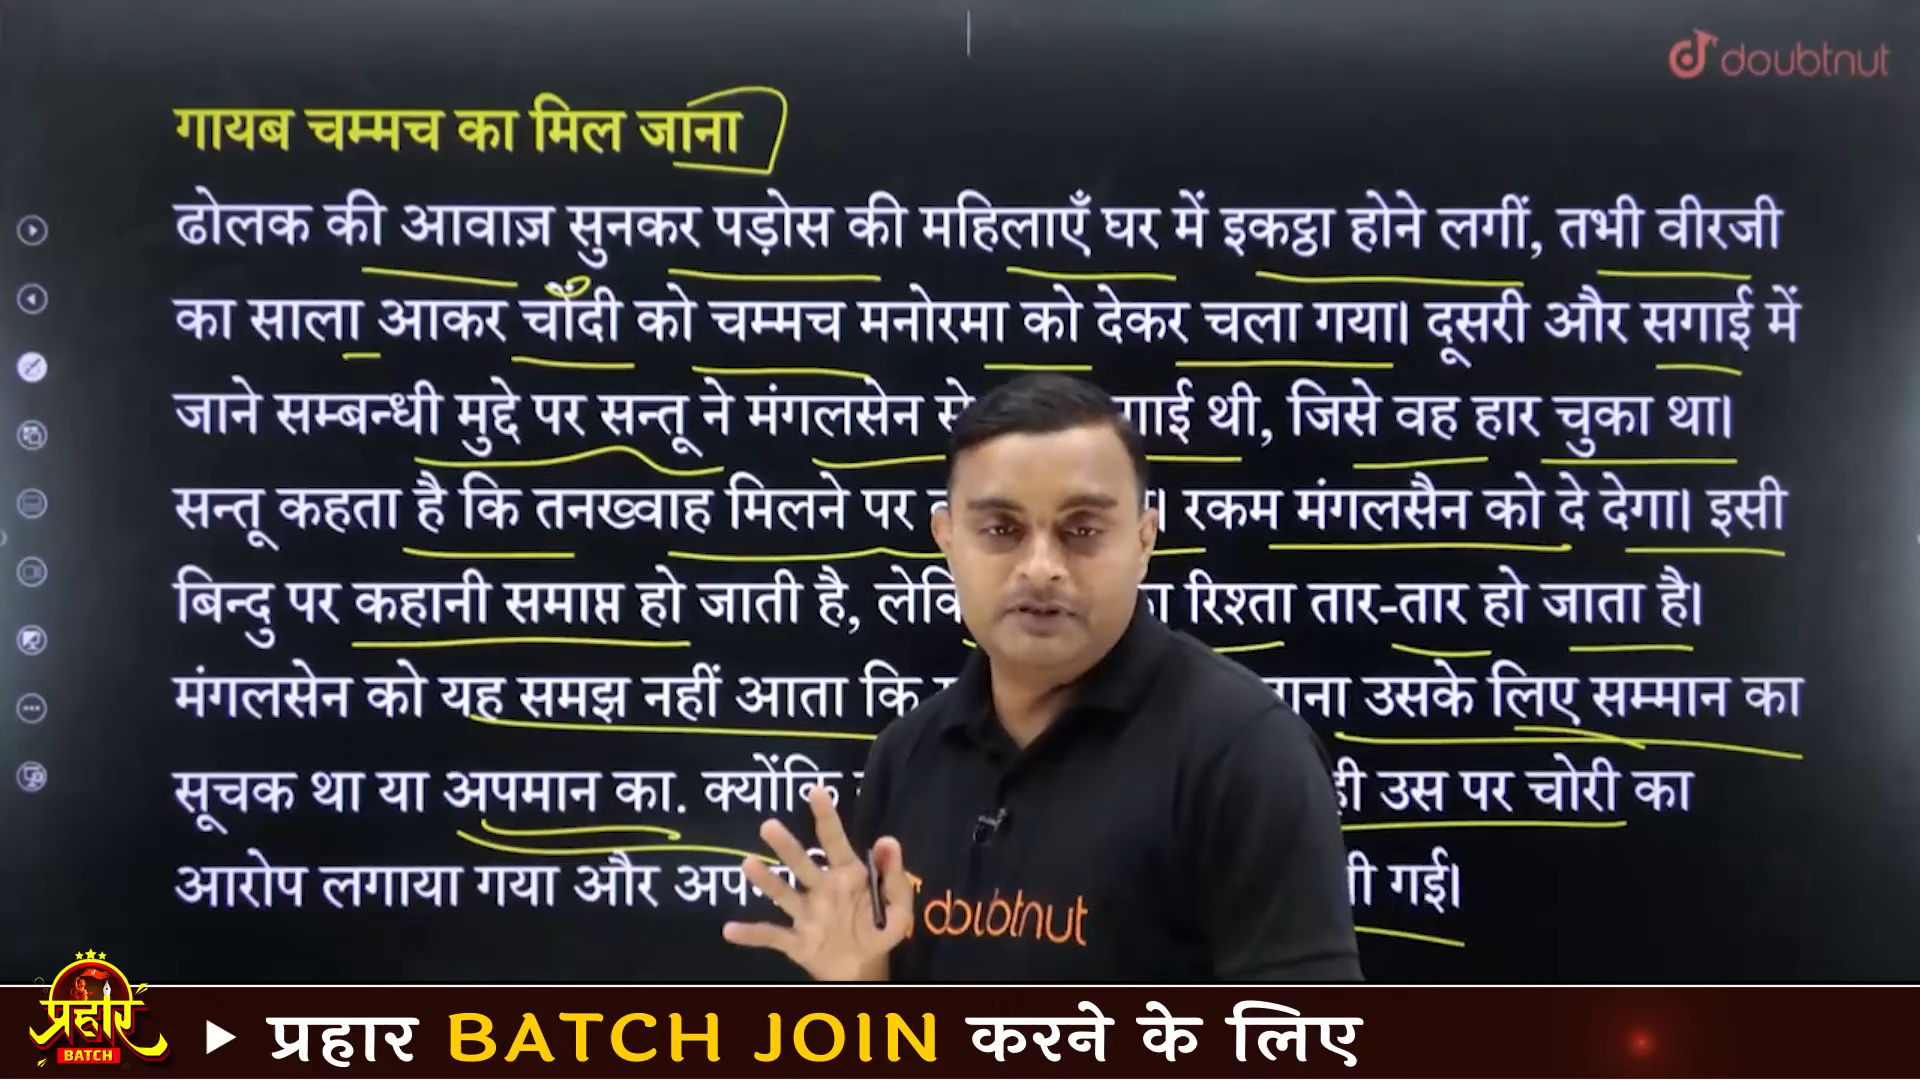 doubtnut
गायब चम्मच का मिल जाना
ढोलक की आवाज़ सुनकर पड़ोस की महिलाएँ घर में इकट्ठा होने लगीं, तभी वीरजी
का साला आकर चाँदी को चम्मच मनोरमा को देकर चला गया। दूसरी और सगाई में
जाने सम्बन्धी मुद्दे पर सन्तू ने मंगलसेन से थी, जिसे वह हार चुका था।
सन्तू कहता है कि तनख्वाह मिलने पर रकम मंगलसैन को दे देगा। इसी
बिन्दु पर कहानी समाप्त हो जाती है, रिश्ता तार-तार हो जाता है।
मंगलसेन को यह समझ नहीं आता कि उसके लिए सम्मान का
सूचक था या अपमान का. क्योंकि उस पर चोरी का
आरोप लगाया गया और गई।
doubtnut
प्रहार
BATCH
प्रहार BATCH JOIN करने के लिए